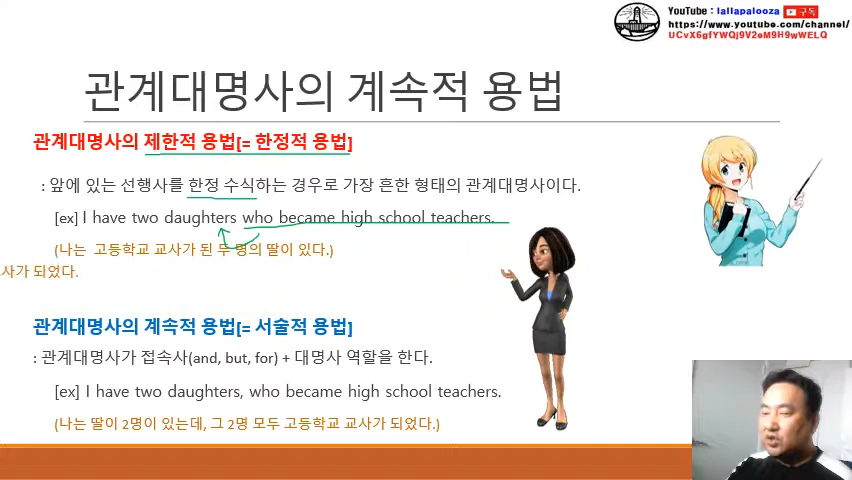 YouTube : lallapalooza 구독
https://www.youtube.com/channel/
UCvX6gfYWQj9V2eM9H9wWELQ
관계대명사의 계속적 용법
관계대명사의 제한적 용법[= 한정적 용법]
: 앞에 있는 선행사를 한정 수식하는 경우로 가장 흔한 형태의 관계대명사이다.
[ex] I have two daughters who became high school teachers.
(나는 고등학교 교사가 된 두 명의 딸이 있다.)
사가 되었다.
관계대명사의 계속적 용법[= 서술적 용법]
: 관계대명사가 접속사(and, but, for) + 대명사 역할을 한다.
[ex] I have two daughters, who became high school teachers.
(나는 딸이 2명이 있는데, 그 2명 모두 고등학교 교사가 되었다.)